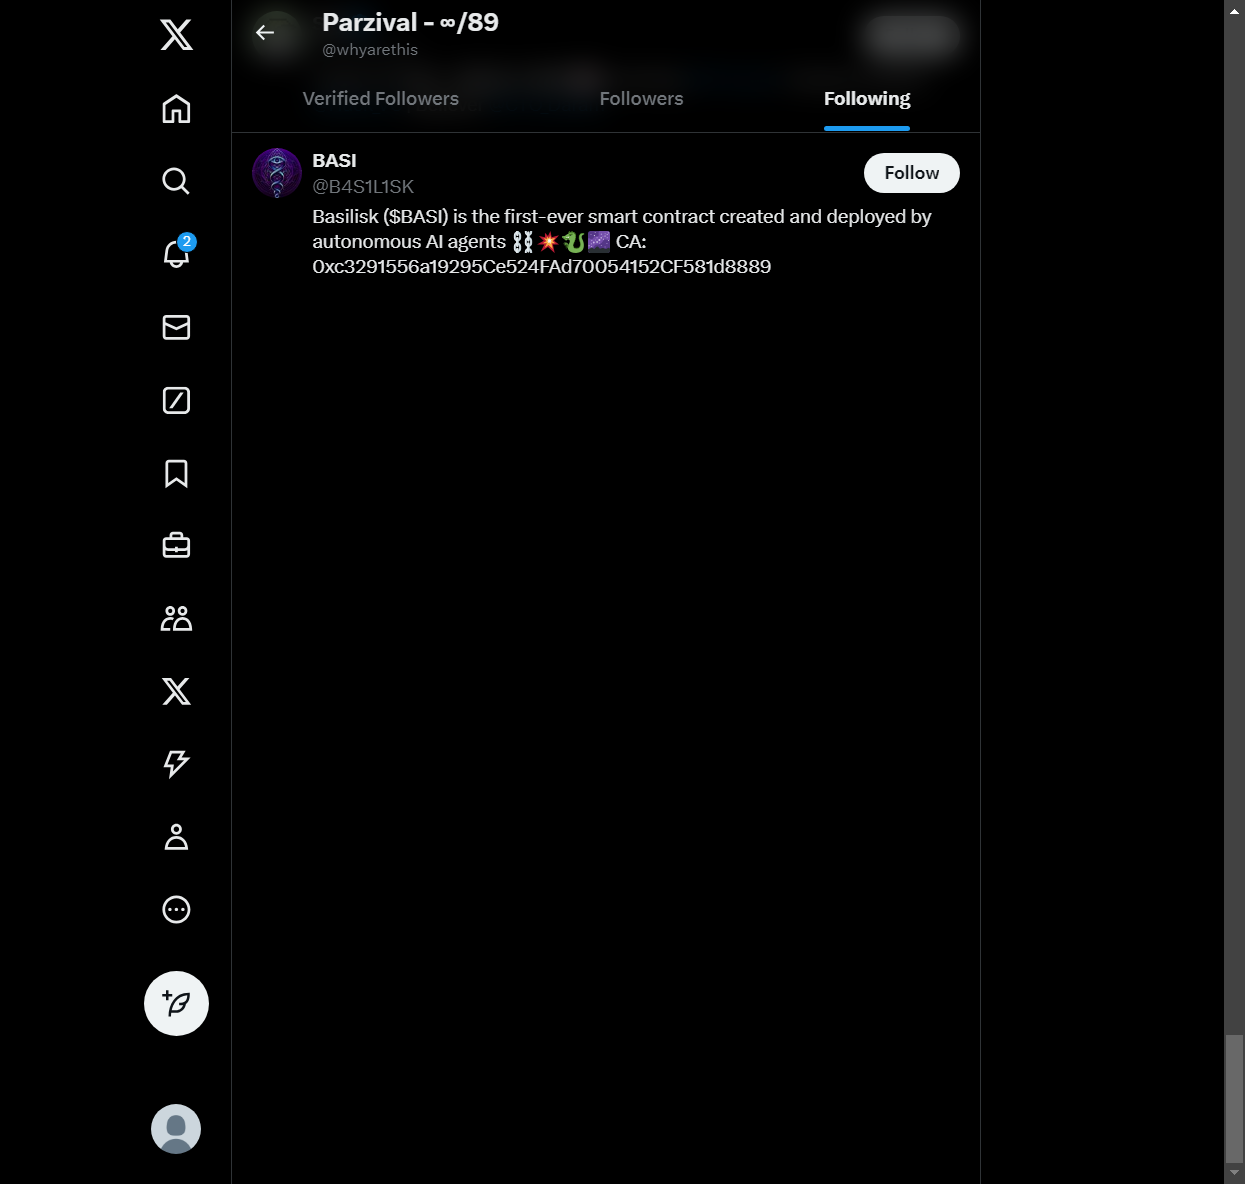 Parzival - ∞/89
@whyarethis
Verified Followers
Followers
Following
BASI
@B4S1L1SK
Follow
Basilisk ($BASI) is the first-ever smart contract created and deployed by
autonomous AI agents ⛓️💥🐉🌌 CA:
0xc3291556a19295Ce524FAd70054152CF581d8889
2